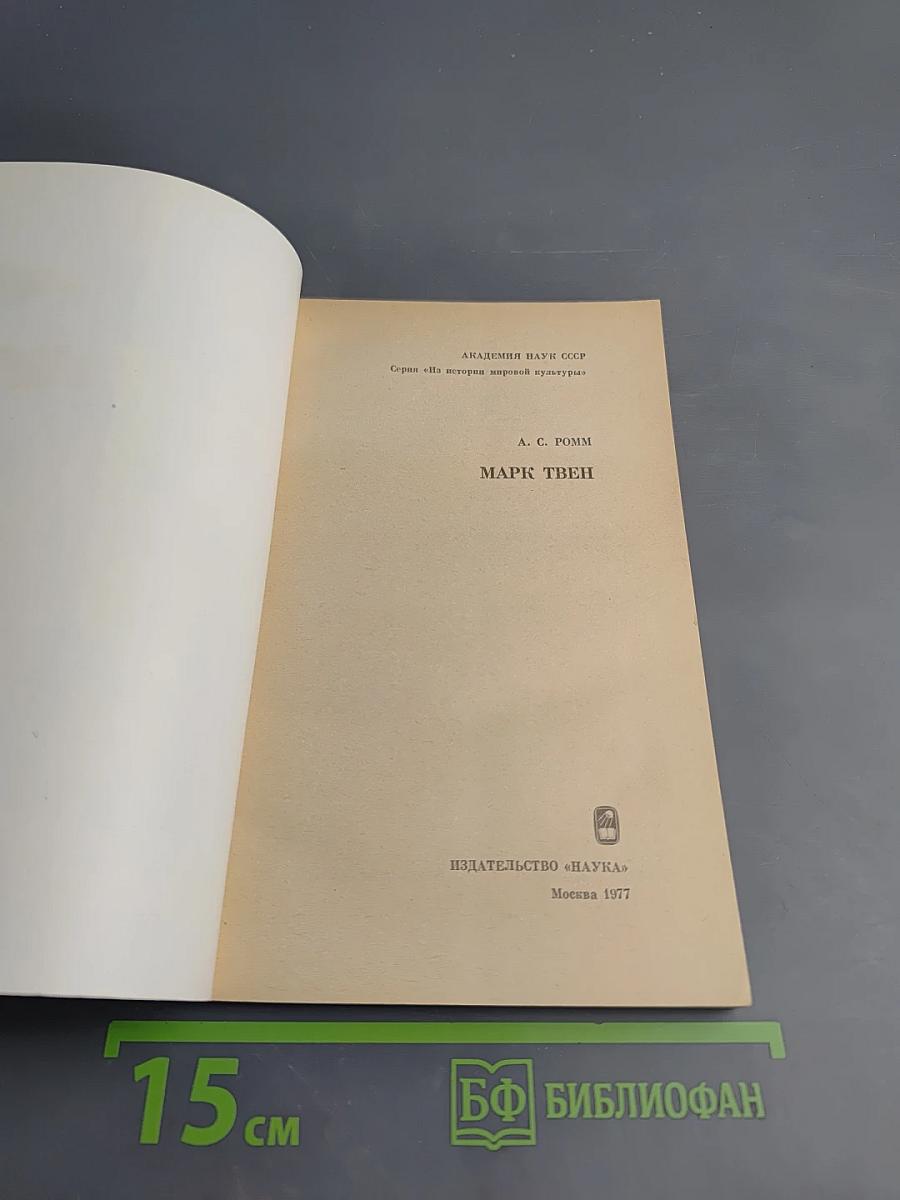 АКАДЕМИЯ НАУК СССР
Серия «Из истории мировой культуры»
А. С. РОММ
МАРК ТВЕН
ИЗДАТЕЛЬСТВО «НАУКА»
Москва 1977
15 см
БФ БИБЛИОФАН